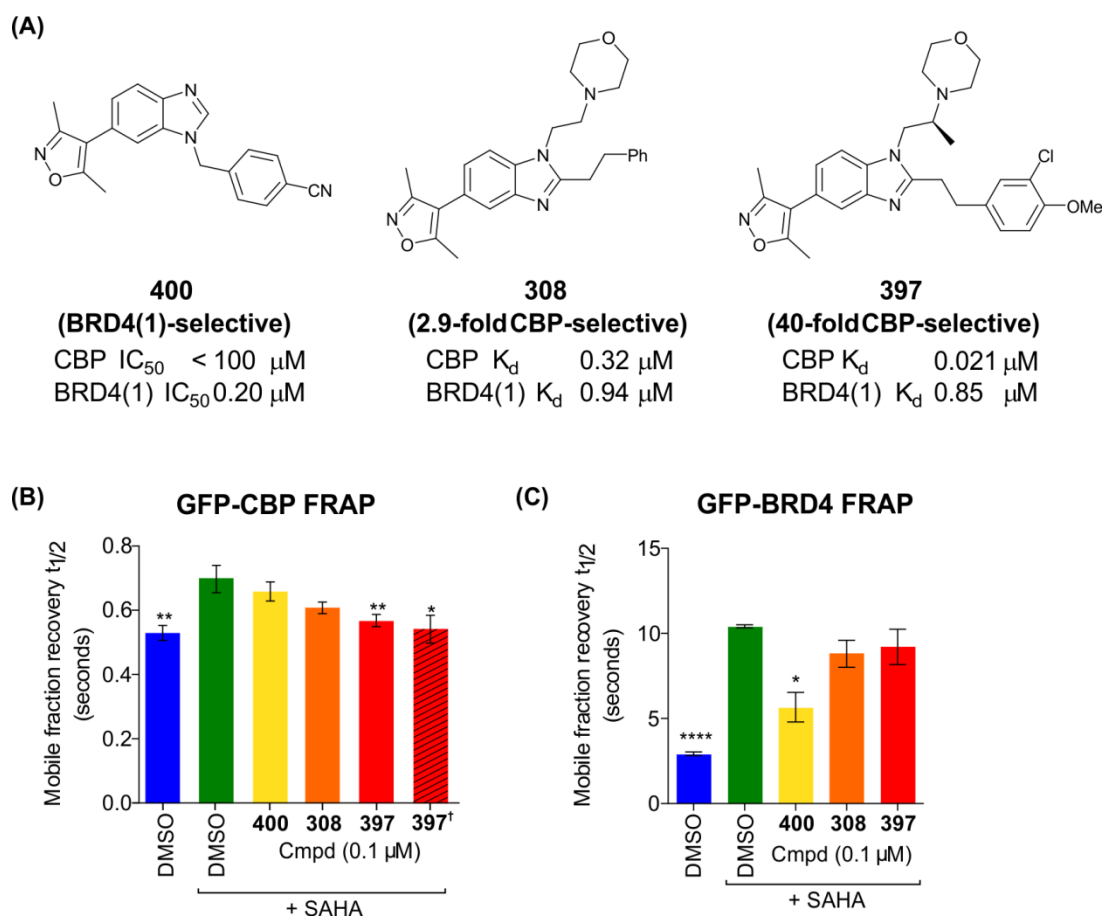 (A)
N
O
N
N
CN
400
(BRD4(1)-selective)
CBP IC50 < 100 µM
BRD4(1) IC50 0.20 µM
O
N
N
N
Ph
N
O
308
(2.9-fold CBP-selective)
CBP Kd 0.32 µM
BRD4(1) Kd 0.94 µM
O
N
N
N
Cl
OMe
N
O
397
(40-fold CBP-selective)
CBP Kd 0.021 µM
BRD4(1) Kd 0.85 µM
(B)
GFP-CBP FRAP
Mobile fraction recovery t1/2
(seconds)
0.8
0.6
0.4
0.2
0.0
**
**
*
DMSO
DMSO
400
308
397
397†
Cmpd (0.1 µM)
+ SAHA
(C)
GFP-BRD4 FRAP
Mobile fraction recovery t1/2
(seconds)
15
10
5
0
****
*
DMSO
DMSO
400
308
397
Cmpd (0.1 µM)
+ SAHA